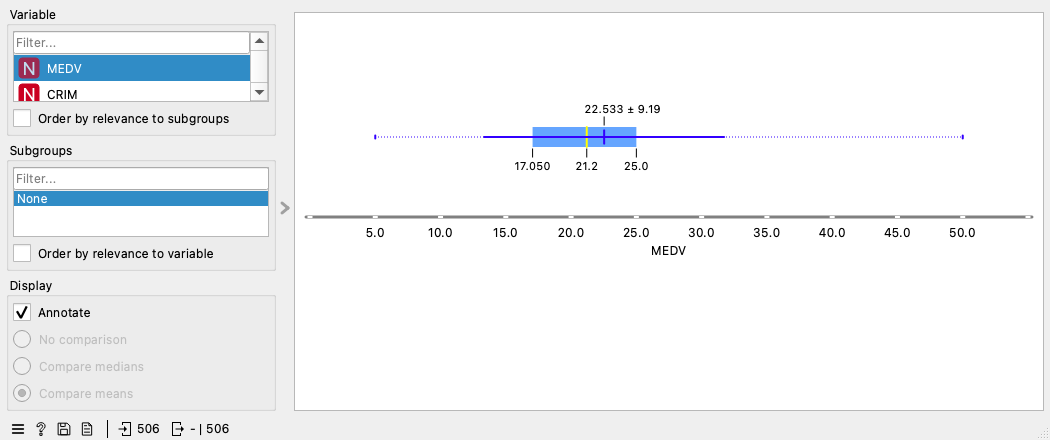 Variable
Filter...
N MEDV
N CRIM
Order by relevance to subgroups
Subgroups
Filter...
None
Order by relevance to variable
Display
Annotate
No comparison
Compare medians
Compare means
? 506 - | 506
22.533 ± 9.19
17.050 21.2 25.0
5.0 10.0 15.0 20.0 25.0 30.0 35.0 40.0 45.0 50.0
MEDV